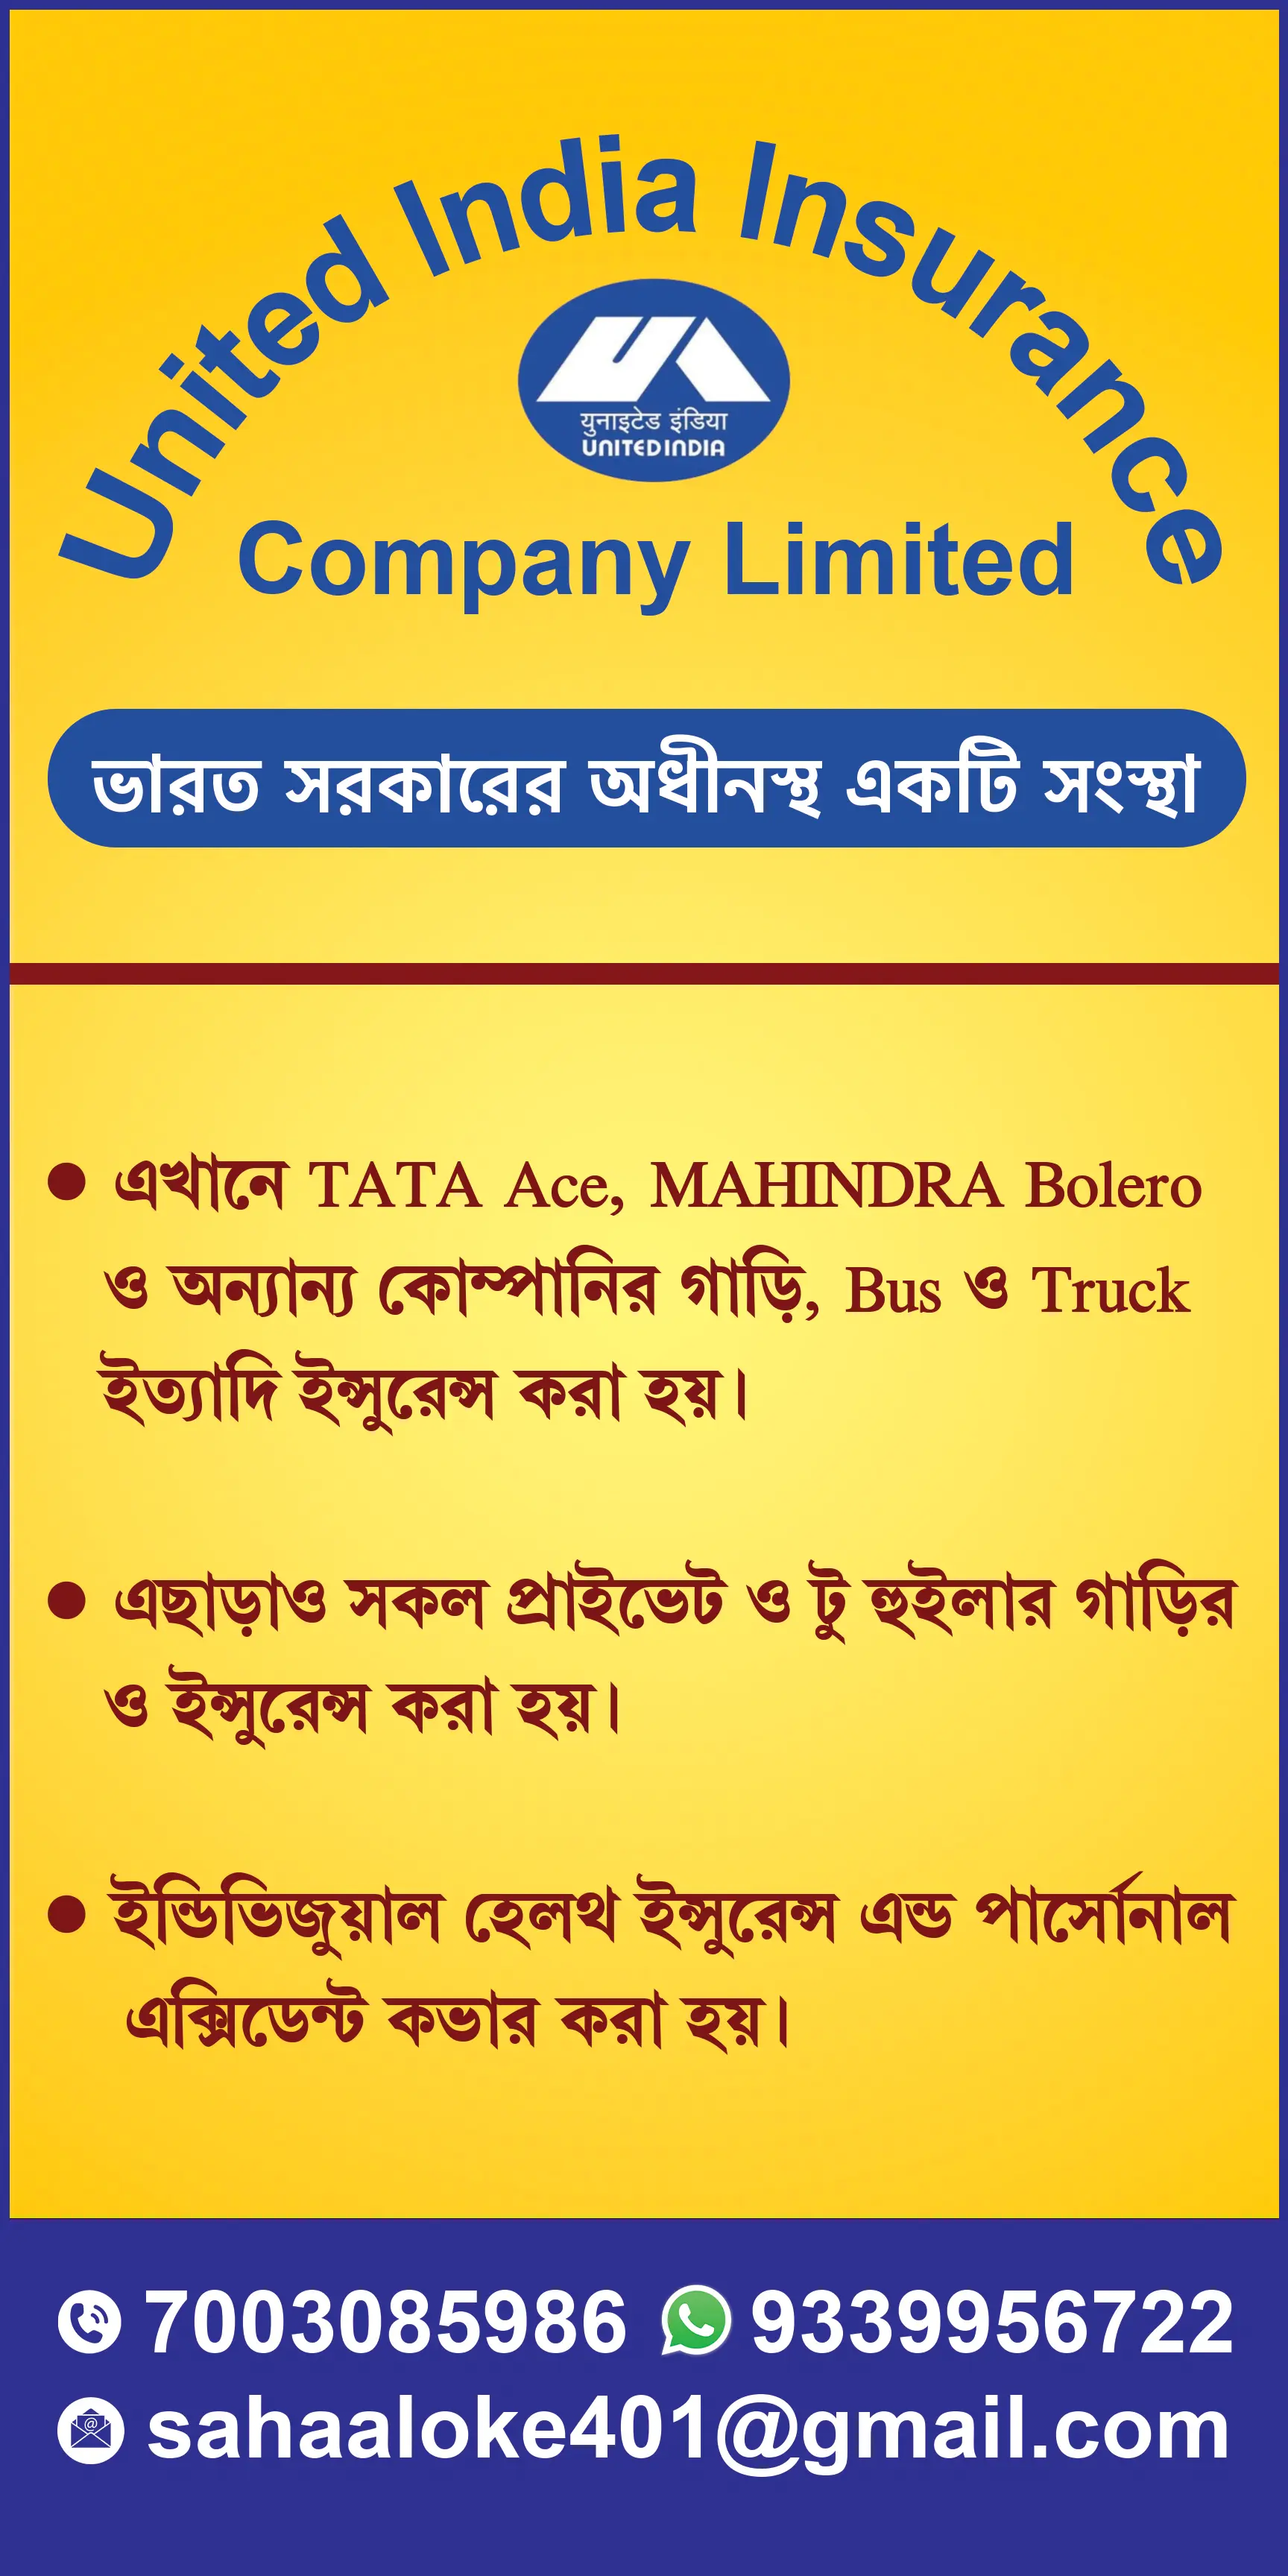 United India Insurance
युनाइटेड इंडिया
UNITED INDIA
Company Limited
ভারত সরকারের অধীনস্থ একটি সংস্থা
• এখানে TATA Ace, MAHINDRA Bolero
ও অন্যান্য কোম্পানির গাড়ি, Bus ও Truck
ইত্যাদি ইন্সুরেন্স করা হয়।
• এছাড়াও সকল প্রাইভেট ও টু হুইলার গাড়ির
ও ইন্সুরেন্স করা হয়।
• ইন্ডিভিজুয়াল হেলথ ইন্সুরেন্স এন্ড পার্সোনাল
এক্সিডেন্ট কভার করা হয়।
7003085986 9339956722
sahaaloke401@gmail.com